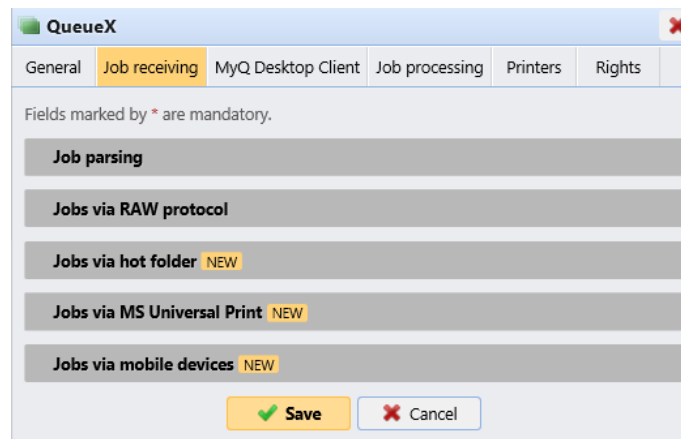 QueueX
General Job receiving MyQ Desktop Client Job processing Printers Rights
Fields marked by * are mandatory.
Job parsing
Jobs via RAW protocol
Jobs via hot folder NEW
Jobs via MS Universal Print NEW
Jobs via mobile devices NEW
Save Cancel